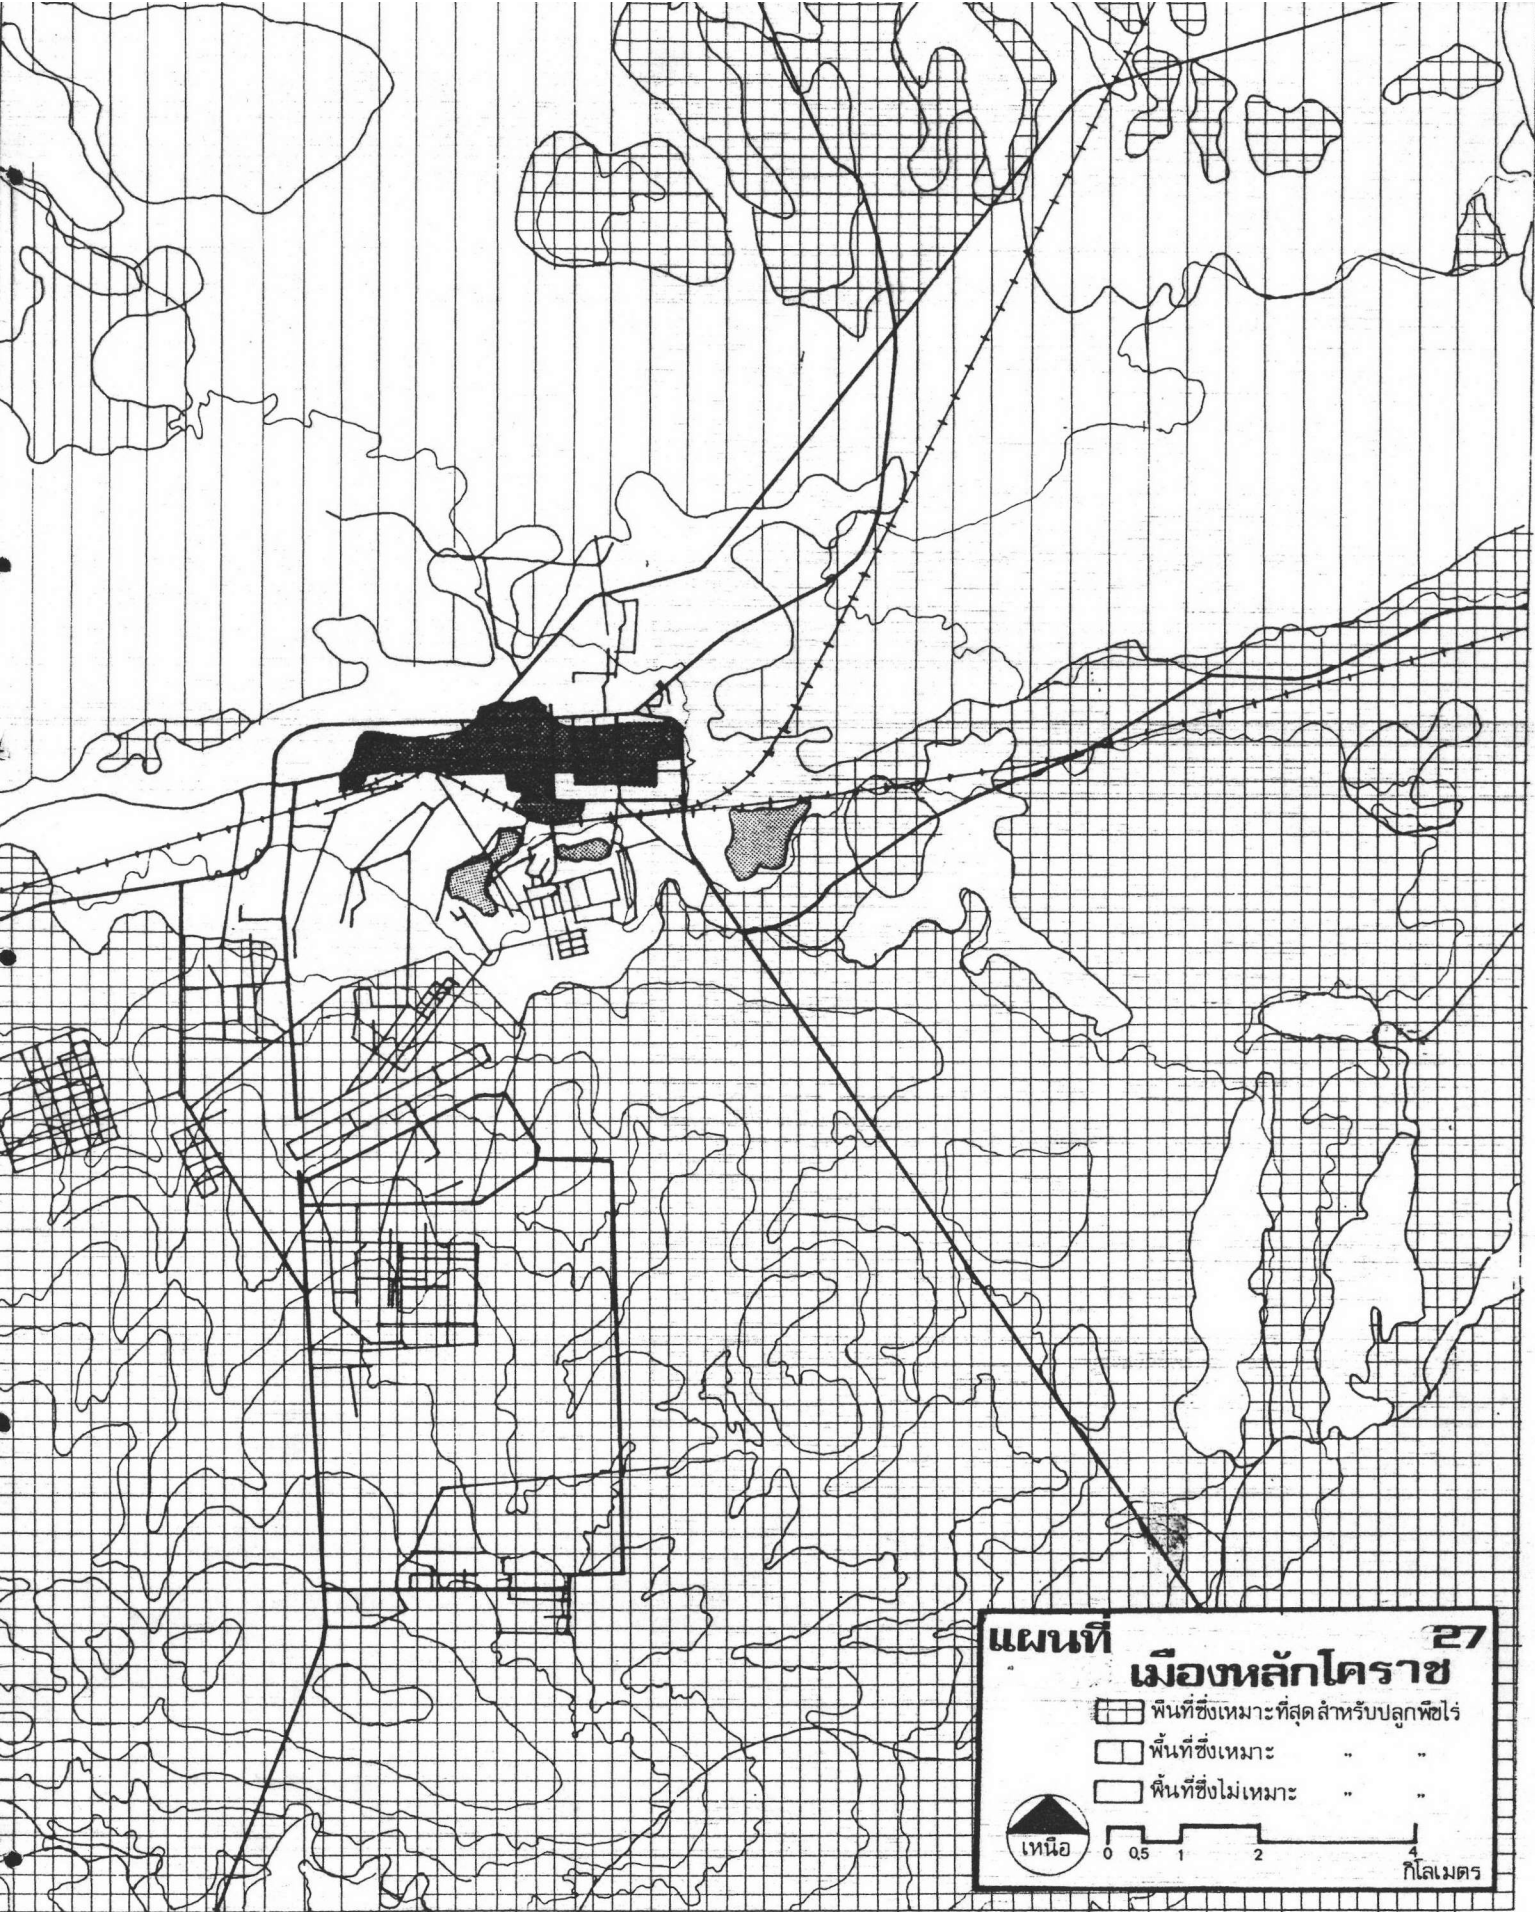 แผนที่ 27
เมืองหลักโคราช
พื้นที่ซึ่งเหมาะที่สุดสำหรับปลูกพืชไร่
พื้นที่ซึ่งเหมาะ " "
พื้นที่ซึ่งไม่เหมาะ " "
เหนือ
0 0.5 1 2 4
กิโลเมตร